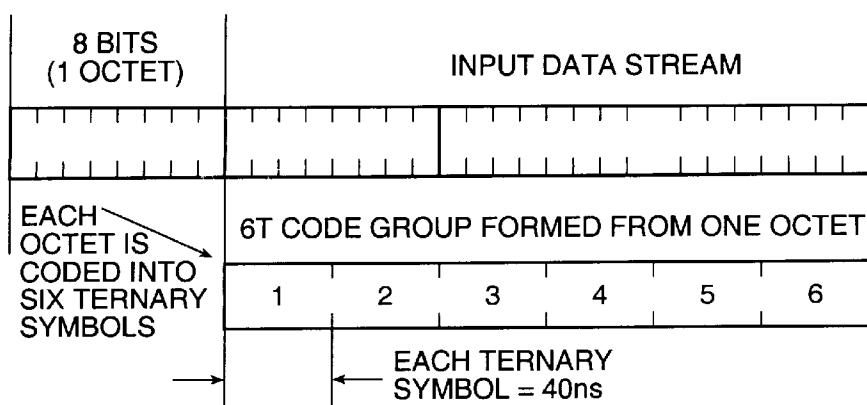 8 BITS
(1 OCTET)
INPUT DATA STREAM
EACH
OCTET IS
CODED INTO
SIX TERNARY
SYMBOLS
6T CODE GROUP FORMED FROM ONE OCTET
1 2 3 4 5 6
EACH TERNARY
SYMBOL = 40ns